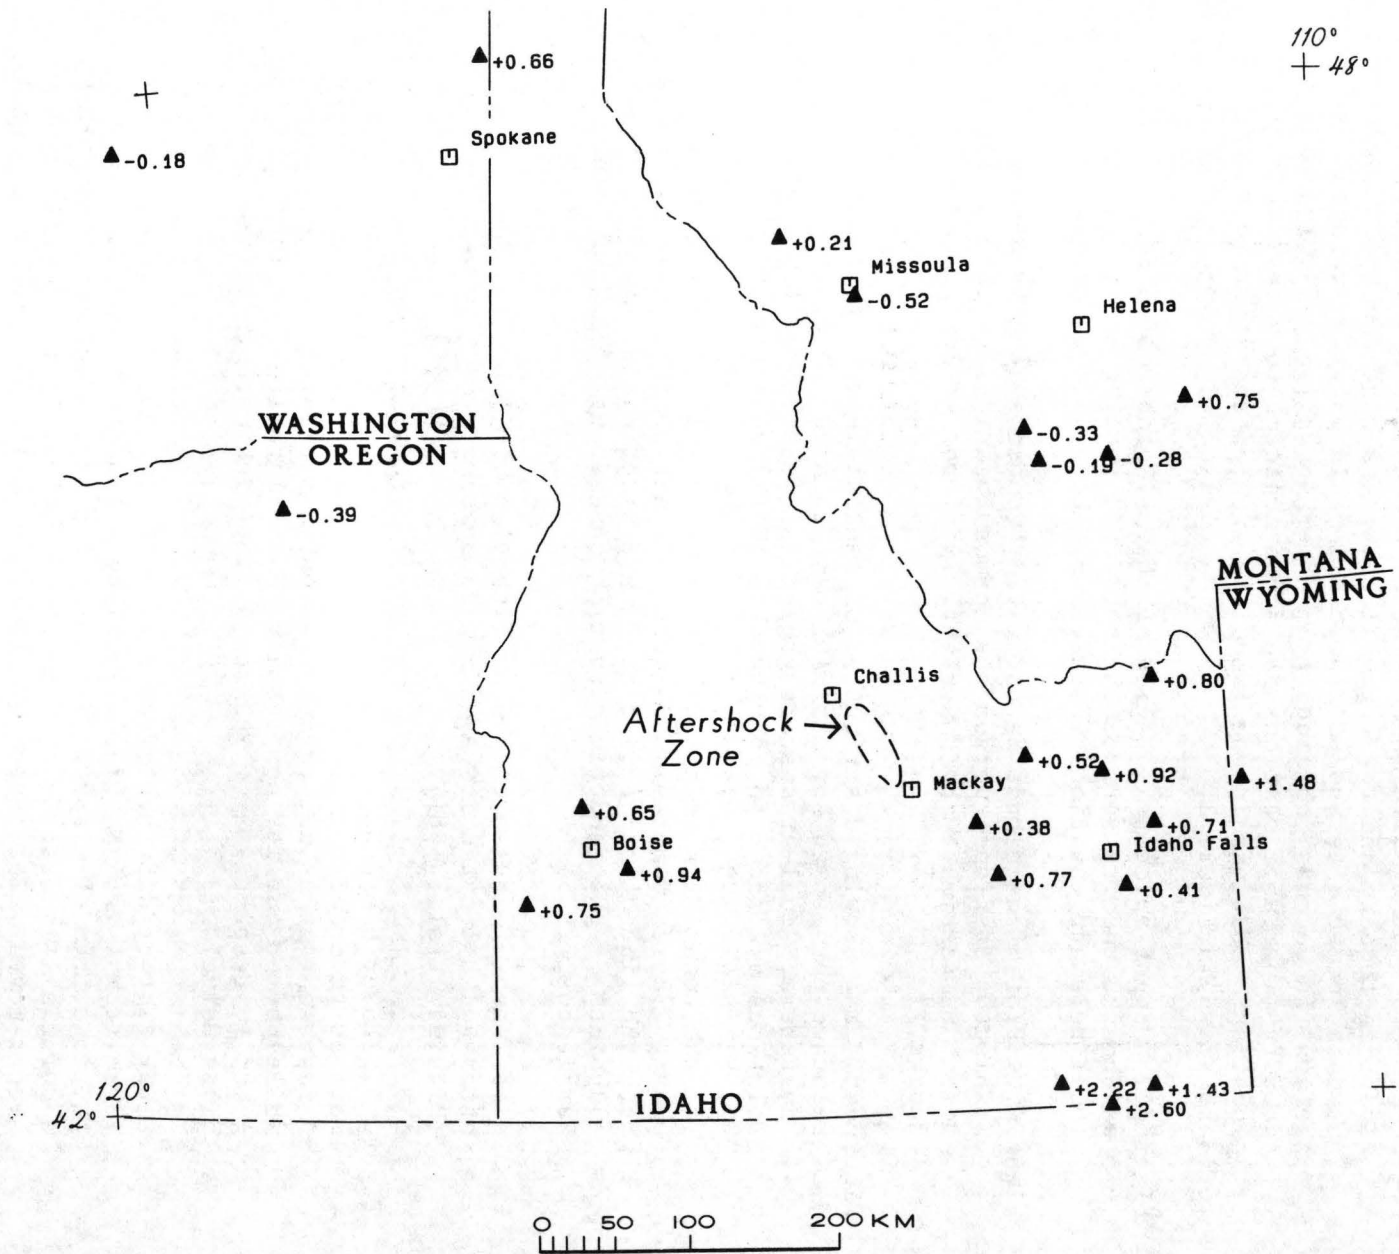 110°
48°
+0.66
Spokane
-0.18
+0.21
Missoula
-0.52
Helena
+0.75
WASHINGTON
OREGON
-0.33
-0.19
-0.28
-0.39
MONTANA
WYOMING
Challis
+0.80
Aftershock
Zone
+0.52
+0.92
+1.48
Mackay
+0.65
+0.38
+0.71
Boise
Idaho Falls
+0.94
+0.77
+0.41
+0.75
120°
42°
IDAHO
+2.22
+1.43
+2.60
0 50 100 200 KM